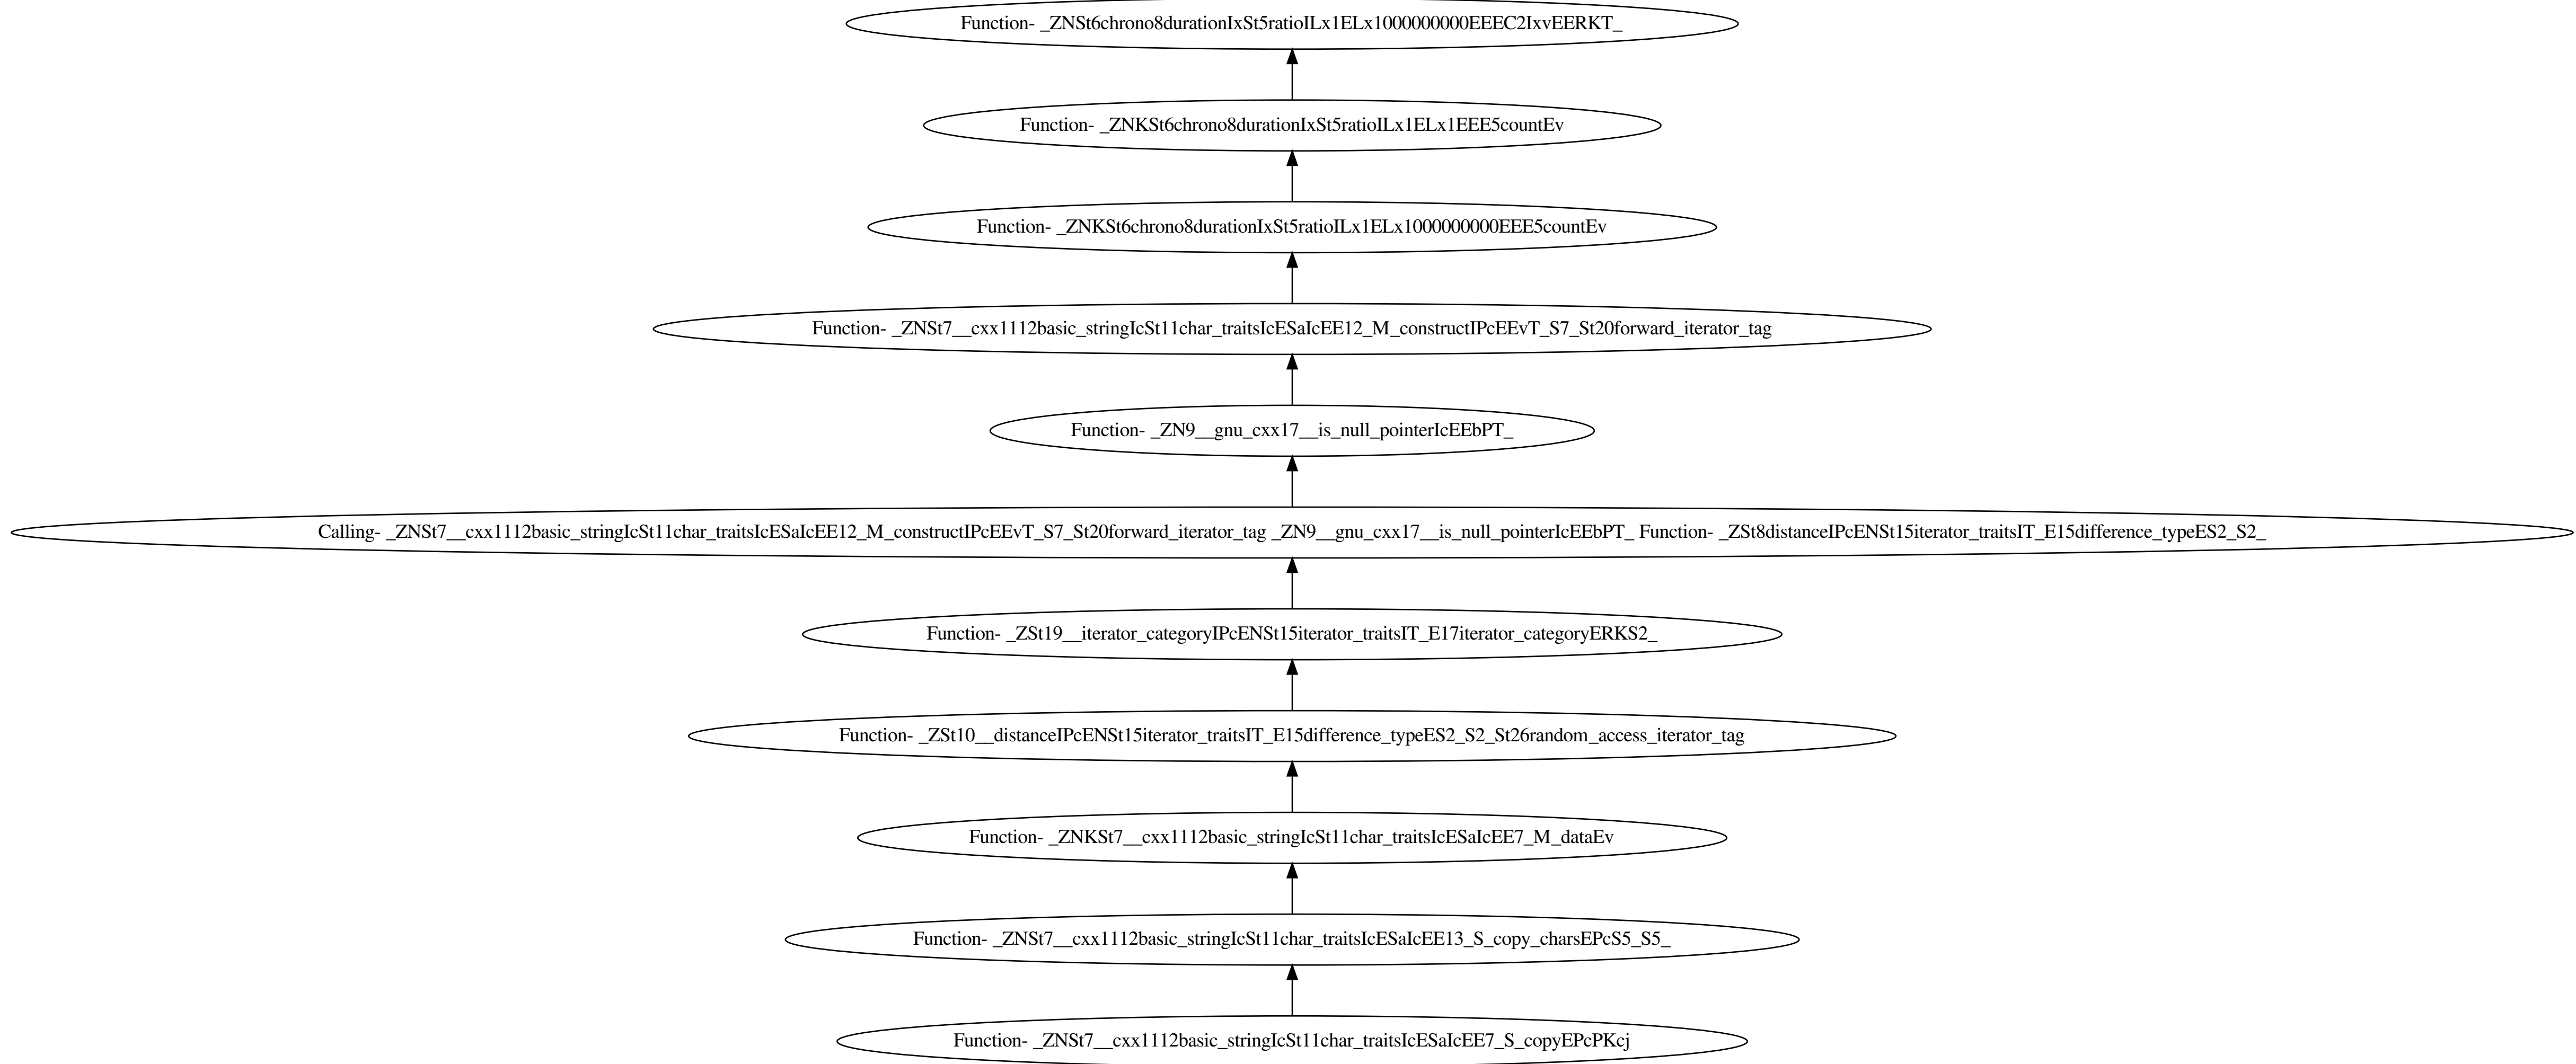 Function- _ZNSt6chrono8durationIxSt5ratioILx1ELx1000000000EEEC2IxvEERKT_
Function- _ZNKSt6chrono8durationIxSt5ratioILx1ELx1EEE5countEv
Function- _ZNKSt6chrono8durationIxSt5ratioILx1ELx1000000000EEE5countEv
Function- _ZNSt7__cxx1112basic_stringIcSt11char_traitsIcESaIcEE12_M_constructIPcEEvT_S7_St20forward_iterator_tag
Function- _ZN9__gnu_cxx17__is_null_pointerIcEEbPT_
Calling- _ZNSt7__cxx1112basic_stringIcSt11char_traitsIcESaIcEE12_M_constructIPcEEvT_S7_St20forward_iterator_tag _ZN9__gnu_cxx17__is_null_pointerIcEEbPT_ Function- _ZSt8distanceIPcENSt15iterator_traitsIT_E15difference_typeES2_S2_
Function- _ZSt19__iterator_categoryIPcENSt15iterator_traitsIT_E17iterator_categoryERKS2_
Function- _ZSt10__distanceIPcENSt15iterator_traitsIT_E15difference_typeES2_S2_St26random_access_iterator_tag
Function- _ZNKSt7__cxx1112basic_stringIcSt11char_traitsIcESaIcEE7_M_dataEv
Function- _ZNSt7__cxx1112basic_stringIcSt11char_traitsIcESaIcEE13_S_copy_charsEPcS5_S5_
Function- _ZNSt7__cxx1112basic_stringIcSt11char_traitsIcESaIcEE7_S_copyEPcPKcj